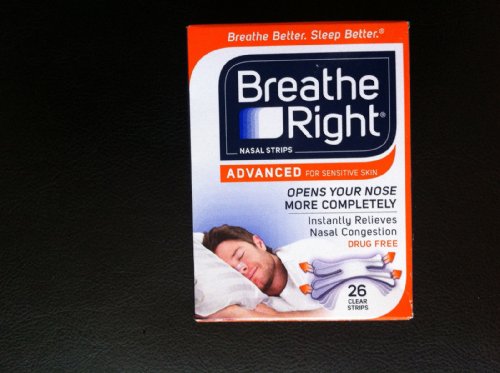 Breathe Better. Sleep Better.®
Breathe
Right®
NASAL STRIPS
ADVANCED FOR SENSITIVE SKIN
OPENS YOUR NOSE
MORE COMPLETELY
Instantly Relieves
Nasal Congestion
DRUG FREE
26
CLEAR
STRIPS